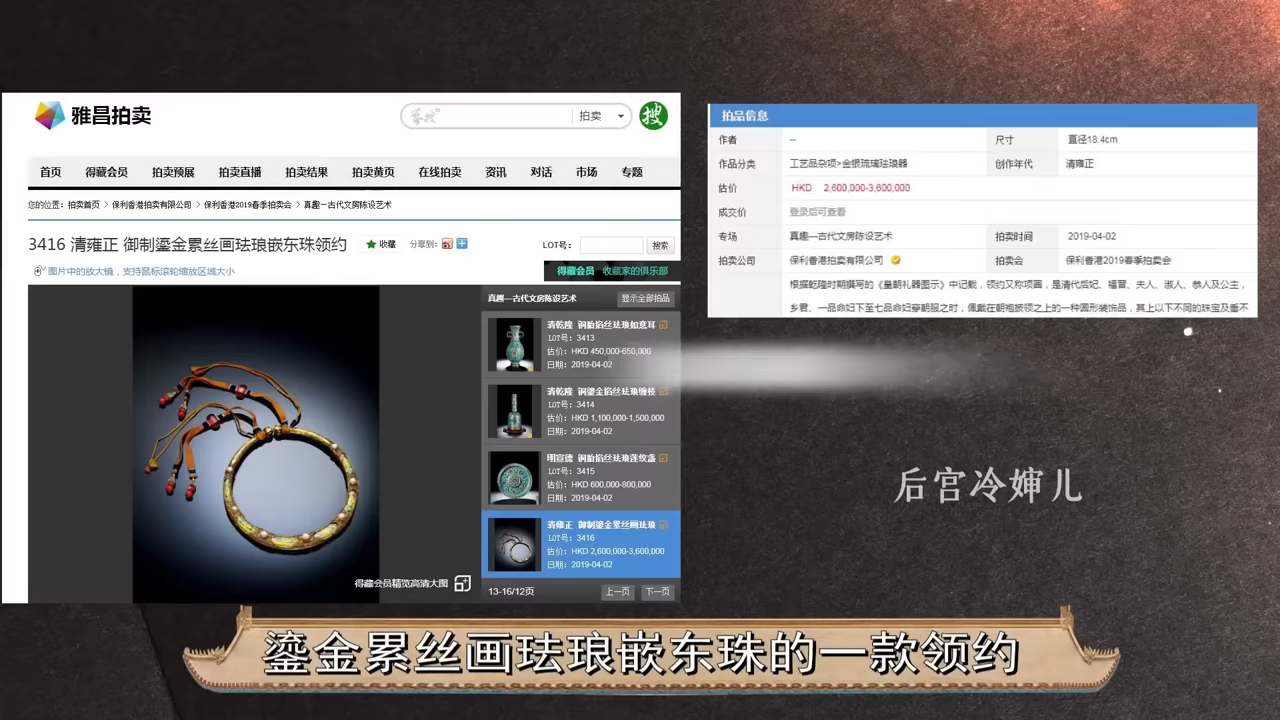 雅昌拍卖
拍卖
搜
首页 得藏会员 拍卖预展 拍卖直播 拍卖结果 拍卖黄页 在线拍卖 资讯 对话 市场 专题
您的位置：拍卖首页 > 保利香港拍卖有限公司 > 保利香港2019春季拍卖会 > 真趣—古代文房陈设艺术
3416 清雍正 御制鎏金累丝画珐琅嵌东珠领约
收藏 分享到：
LOT号： 搜索
图片中的放大镜，支持鼠标滚轮缩放区域大小
得藏会员 收藏家的俱乐部
真趣—古代文房陈设艺术 显示全部拍品
清乾隆 铜胎掐丝珐琅如意耳
LOT号：3413
估价：HKD 450,000-650,000
日期：2019-04-02
清乾隆 铜鎏金掐丝珐琅缠枝
LOT号：3414
估价：HKD 1,100,000-1,500,000
日期：2019-04-02
明宣德 铜胎掐丝珐琅莲纹盏
LOT号：3415
估价：HKD 600,000-800,000
日期：2019-04-02
清雍正 御制鎏金累丝画珐琅
LOT号：3416
估价：HKD 2,600,000-3,600,000
日期：2019-04-02
得藏会员精览高清大图
13-16/12页 上一页 下一页
拍品信息
作者 -- 尺寸 直径18.4cm
作品分类 工艺品杂项>金银琉璃珐琅器 创作年代 清雍正
估价 HKD 2,600,000-3,600,000
成交价 登录后可查看
专场 真趣—古代文房陈设艺术 拍卖时间 2019-04-02
拍卖公司 保利香港拍卖有限公司 拍卖会 保利香港2019春季拍卖会
根据乾隆时期撰写的《皇朝礼器图示》中记载，领约又称项圈，是清代后妃、福晋、夫人、淑人、恭人及公主，
乡君、一品命妇下至七品命妇穿朝服之时，佩戴在朝袍披领之上的一种圆形装饰品，其上以下不同的珠宝及垂不
后宫冷婶儿
鎏金累丝画珐琅嵌东珠的一款领约